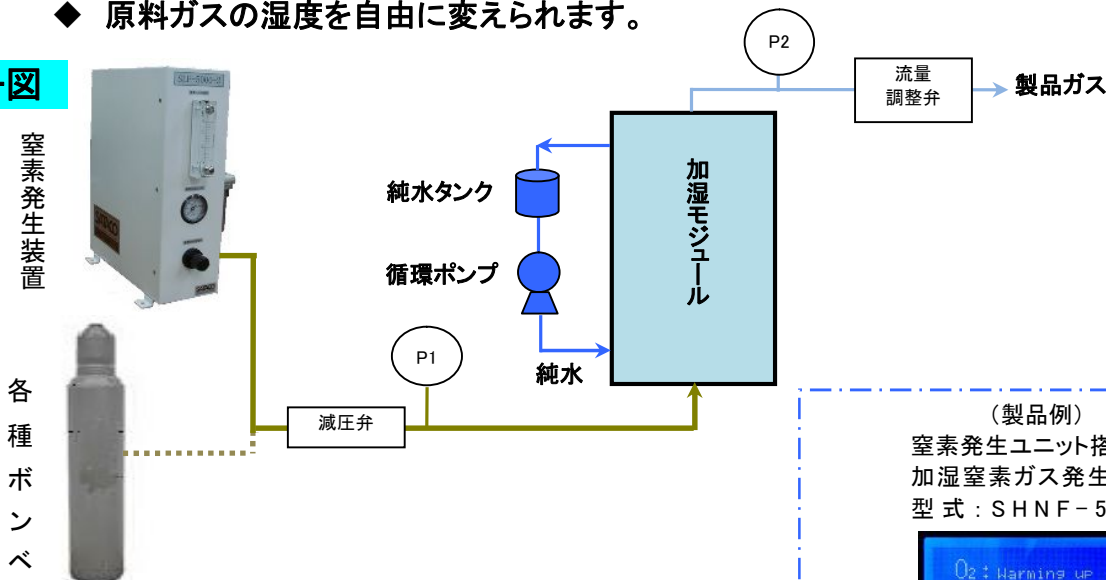 ◆ 原料ガスの湿度を自由に変えられます。
ー図
窒素発生装置
各種ボンベ
P2
流量
調整弁
製品ガス
加湿モジュール
純水タンク
循環ポンプ
純水
P1
減圧弁
（製品例）
窒素発生ユニット搭
加湿窒素ガス発生
型 式 : ＳＨＮＦ－５
O2 : Warming up